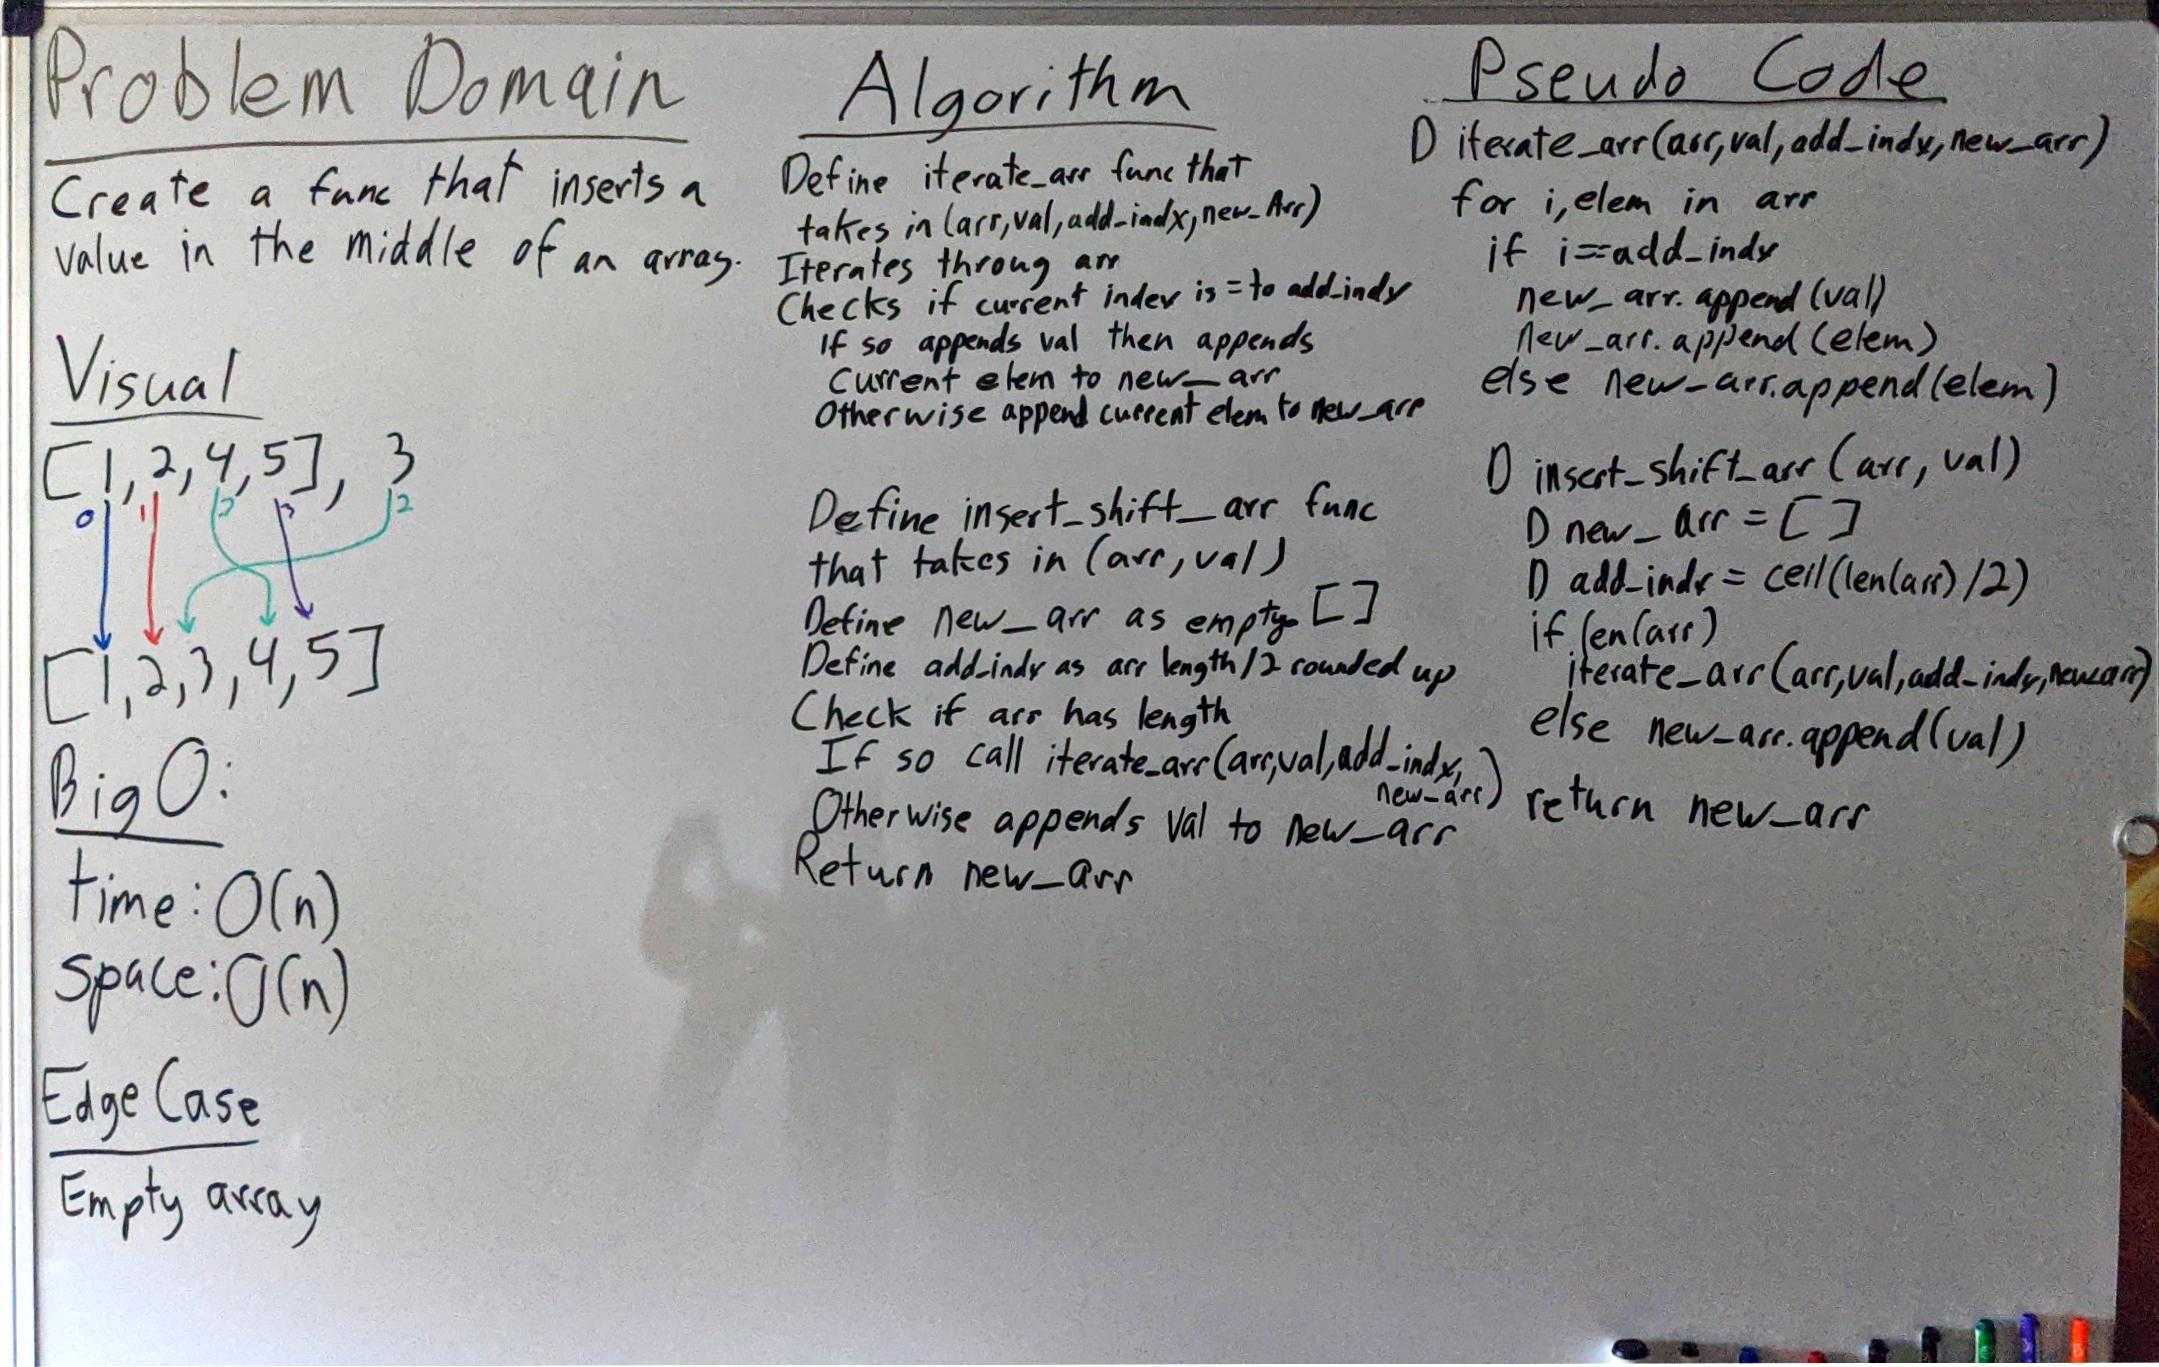 Problem Domain
Create a func that inserts a
value in the middle of an array.
Visual
[1,2,4,5], 3
0 1 2 3 2
[1,2,3,4,5]
Big O:
time: O(n)
space: O(n)
Edge Case
Empty array
Algorithm
Define iterate_arr func that
takes in (arr,val,add_indx,new_Arr)
Iterates throug arr
Checks if current index is = to add_indx
If so appends val then appends
Current elem to new_arr
Otherwise append current elem to new_arr
Define insert_shift_arr func
that takes in (arr, val)
Define new_arr as empty []
Define add_indx as arr length/2 rounded up
Check if arr has length
If so call iterate_arr(arr,val,add_indx,
new_arr)
Otherwise appends val to new_arr
Return new_arr
Pseudo Code
D iterate_arr(arr,val,add_indx,new_arr)
for i,elem in arr
if i==add_indx
new_arr.append(val)
new_arr.append(elem)
else new_arr.append(elem)
D insert_shift_arr (arr, val)
D new_arr = []
D add_indx = ceil(len(arr)/2)
if len(arr)
iterate_arr(arr,val,add_indx,new_arr)
else new_arr.append(val)
return new_arr